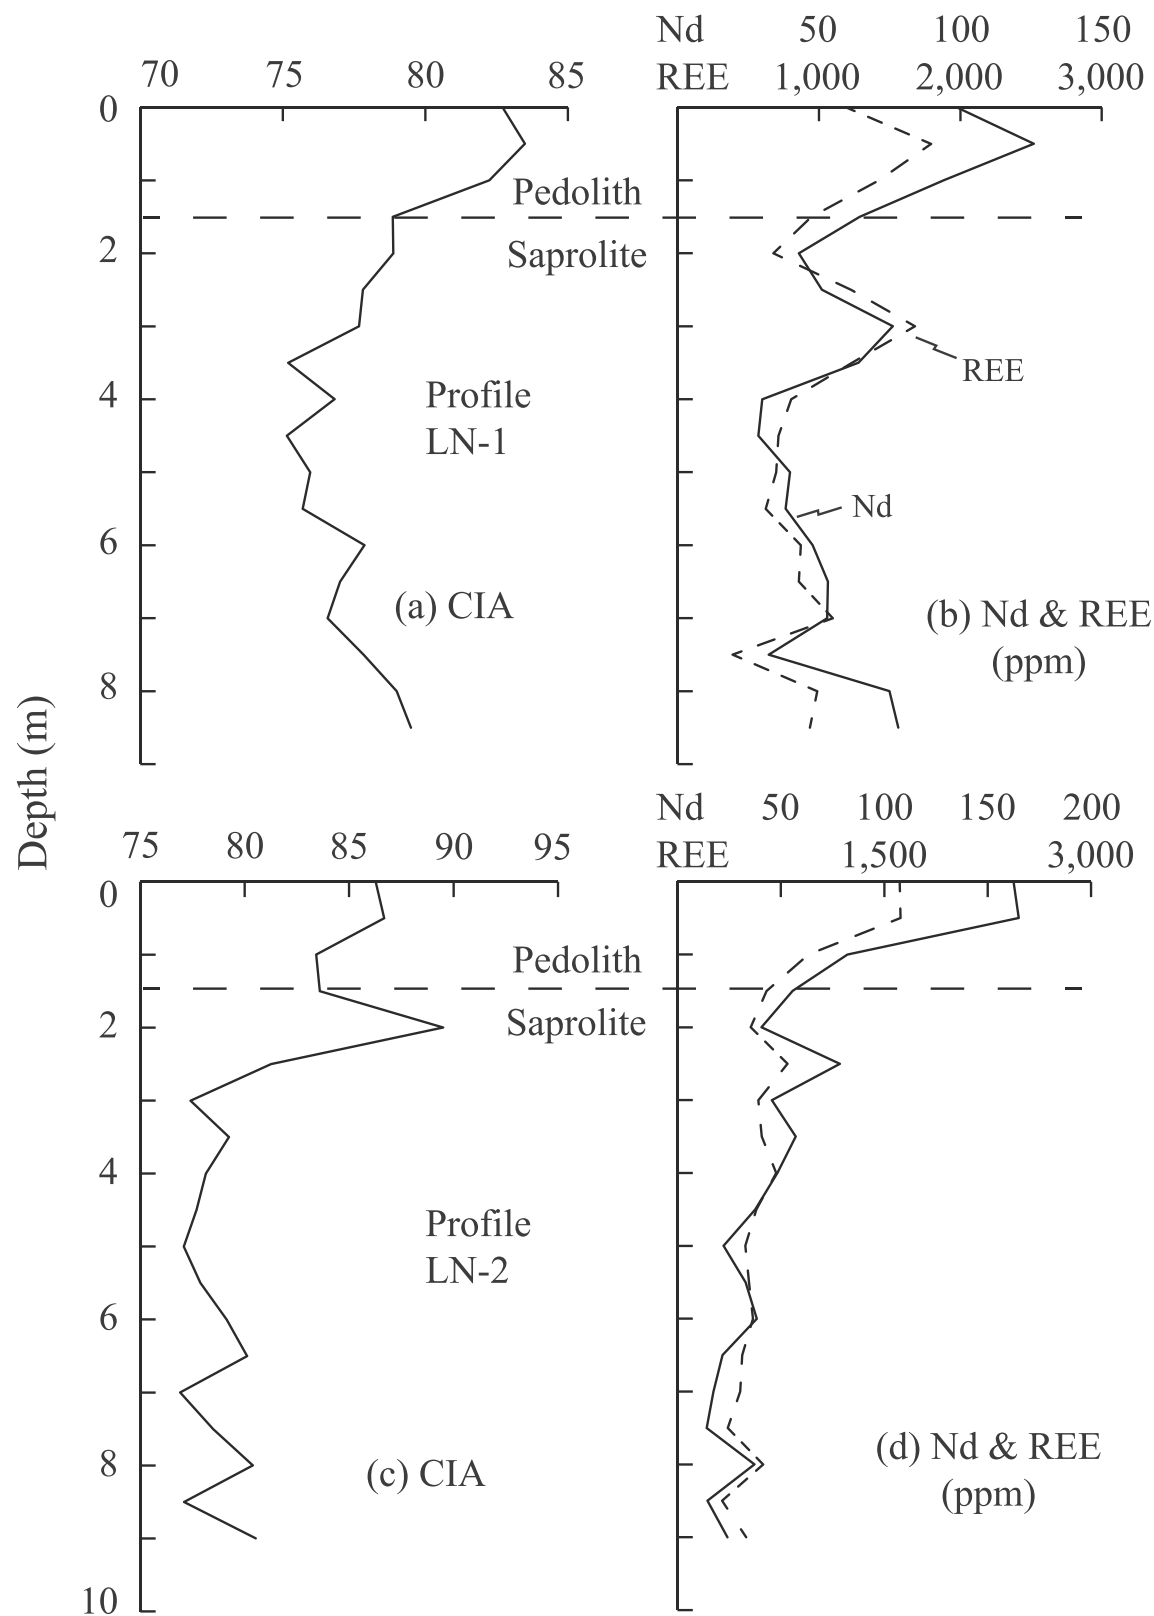 Nd 50 100 150
70 75 80 85 REE 1,000 2,000 3,000
0
Pedolith
2 Saprolite
REE
4 Profile
LN-1
Nd
6
(a) CIA (b) Nd & REE
(ppm)
8
Depth (m)
Nd 50 100 150 200
75 80 85 90 95 REE 1,500 3,000
0
Pedolith
2 Saprolite
4
Profile
LN-2
6
8 (c) CIA (d) Nd & REE
(ppm)
10